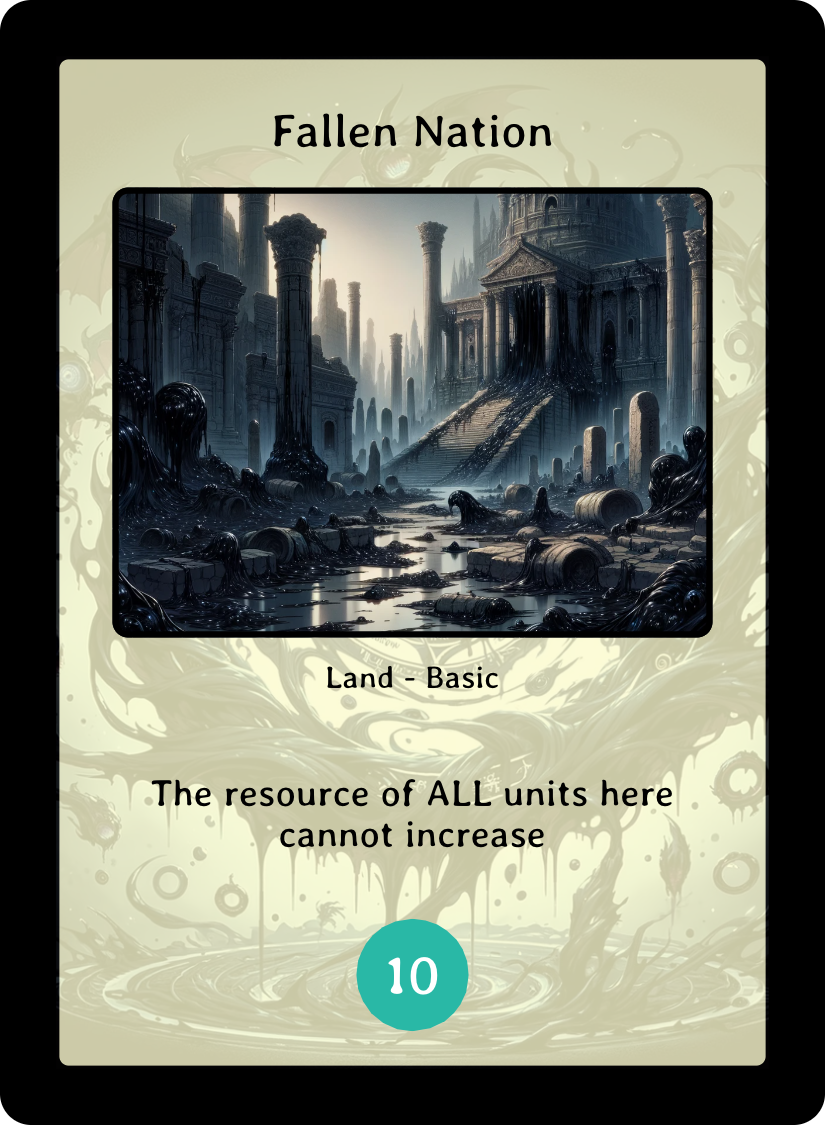 Fallen Nation
Land - Basic
The resource of ALL units here
cannot increase
10